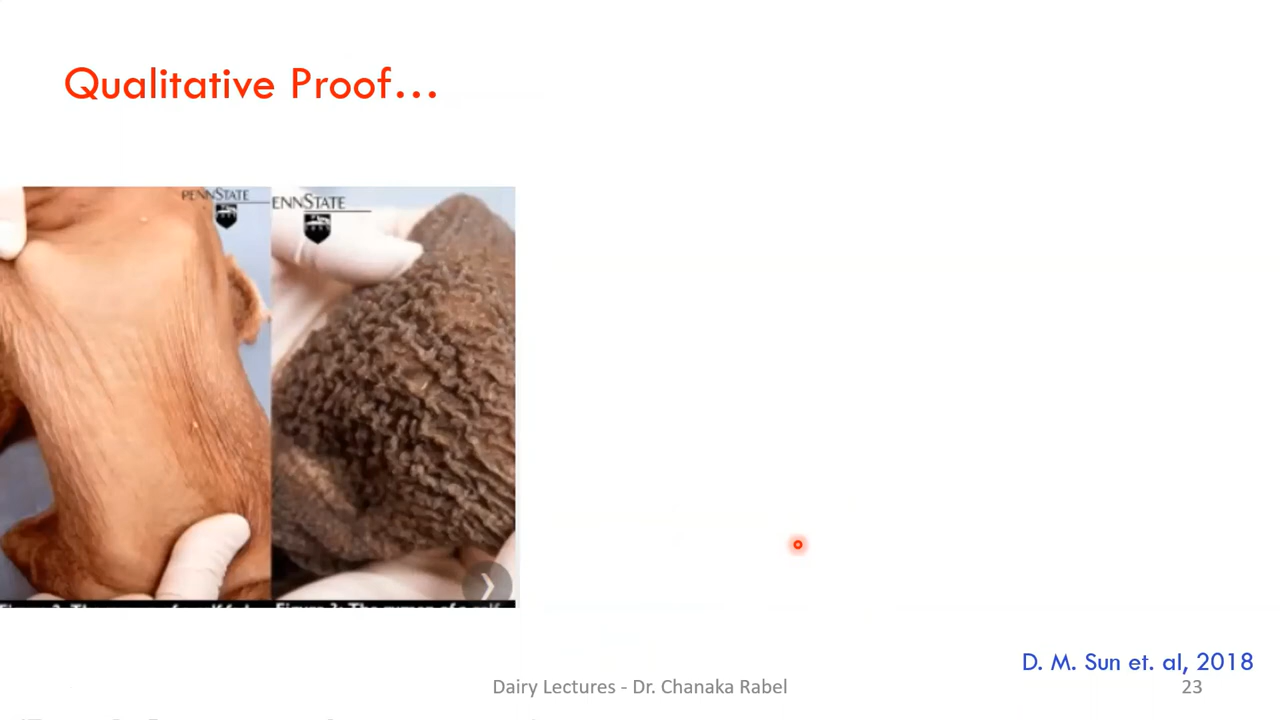 Qualitative Proof...
PENNSTATE
ENNSTATE
D. M. Sun et. al, 2018
Dairy Lectures - Dr. Chanaka Rabel
23